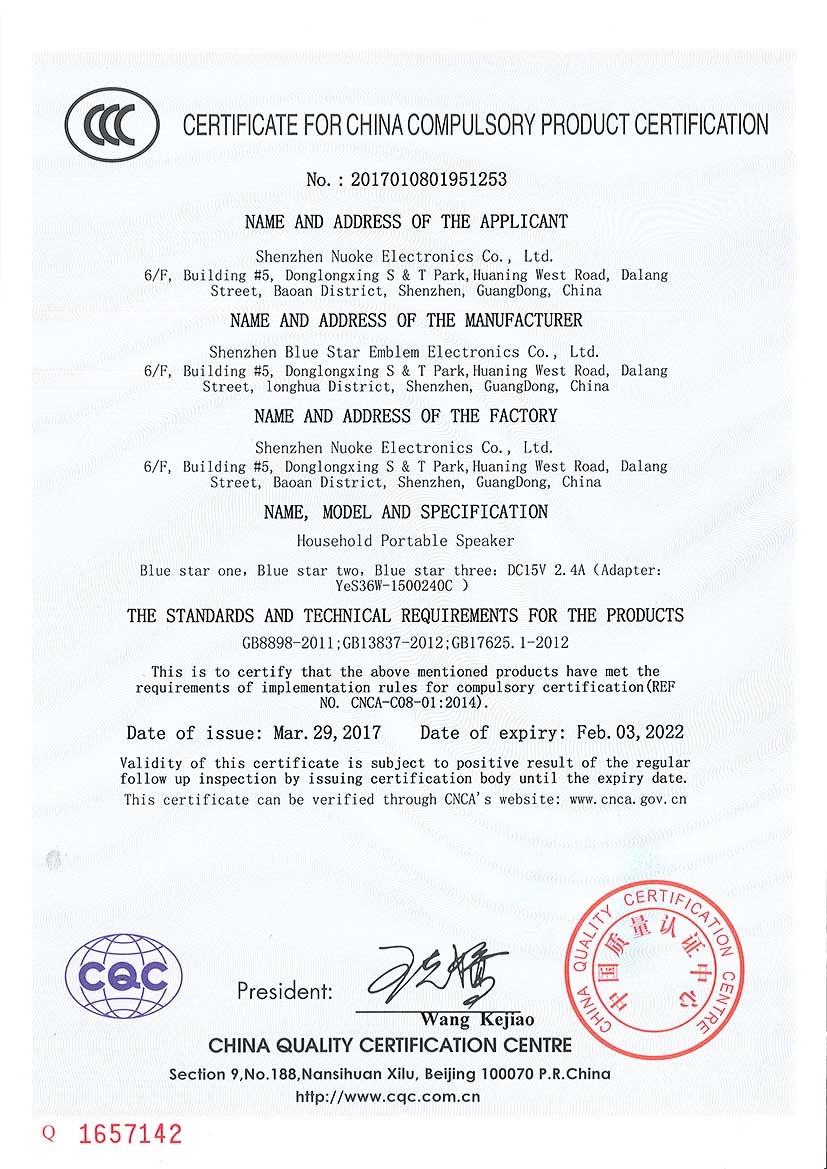 CCC
CERTIFICATE FOR CHINA COMPULSORY PRODUCT CERTIFICATION
No. : 2017010801951253
NAME AND ADDRESS OF THE APPLICANT
Shenzhen Nuoke Electronics Co., Ltd.
6/F, Building #5, Donglongxing S & T Park,Huaning West Road, Dalang
Street, Baoan District, Shenzhen, GuangDong, China
NAME AND ADDRESS OF THE MANUFACTURER
Shenzhen Blue Star Emblem Electronics Co., Ltd.
6/F, Building #5, Donglongxing S & T Park,Huaning West Road, Dalang
Street, longhua District, Shenzhen, GuangDong, China
NAME AND ADDRESS OF THE FACTORY
Shenzhen Nuoke Electronics Co., Ltd.
6/F, Building #5, Donglongxing S & T Park,Huaning West Road, Dalang
Street, Baoan District, Shenzhen, GuangDong, China
NAME, MODEL AND SPECIFICATION
Household Portable Speaker
Blue star one, Blue star two, Blue star three: DC15V 2.4A (Adapter:
YeS36W-1500240C )
THE STANDARDS AND TECHNICAL REQUIREMENTS FOR THE PRODUCTS
GB8898-2011;GB13837-2012;GB17625.1-2012
This is to certify that the above mentioned products have met the
requirements of implementation rules for compulsory certification(REF
NO. CNCA-C08-01:2014).
Date of issue: Mar.29,2017 Date of expiry: Feb.03,2022
Validity of this certificate is subject to positive result of the regular
follow up inspection by issuing certification body until the expiry date.
This certificate can be verified through CNCA's website: www.cnca.gov.cn
CQC
President:
王克娇
Wang Kejiao
CHINA QUALITY CERTIFICATION CENTRE
中国质量认证中心
CHINA QUALITY CERTIFICATION CENTRE
Section 9,No.188,Nansihuan Xilu, Beijing 100070 P.R.China
http://www.cqc.com.cn
Q 1657142